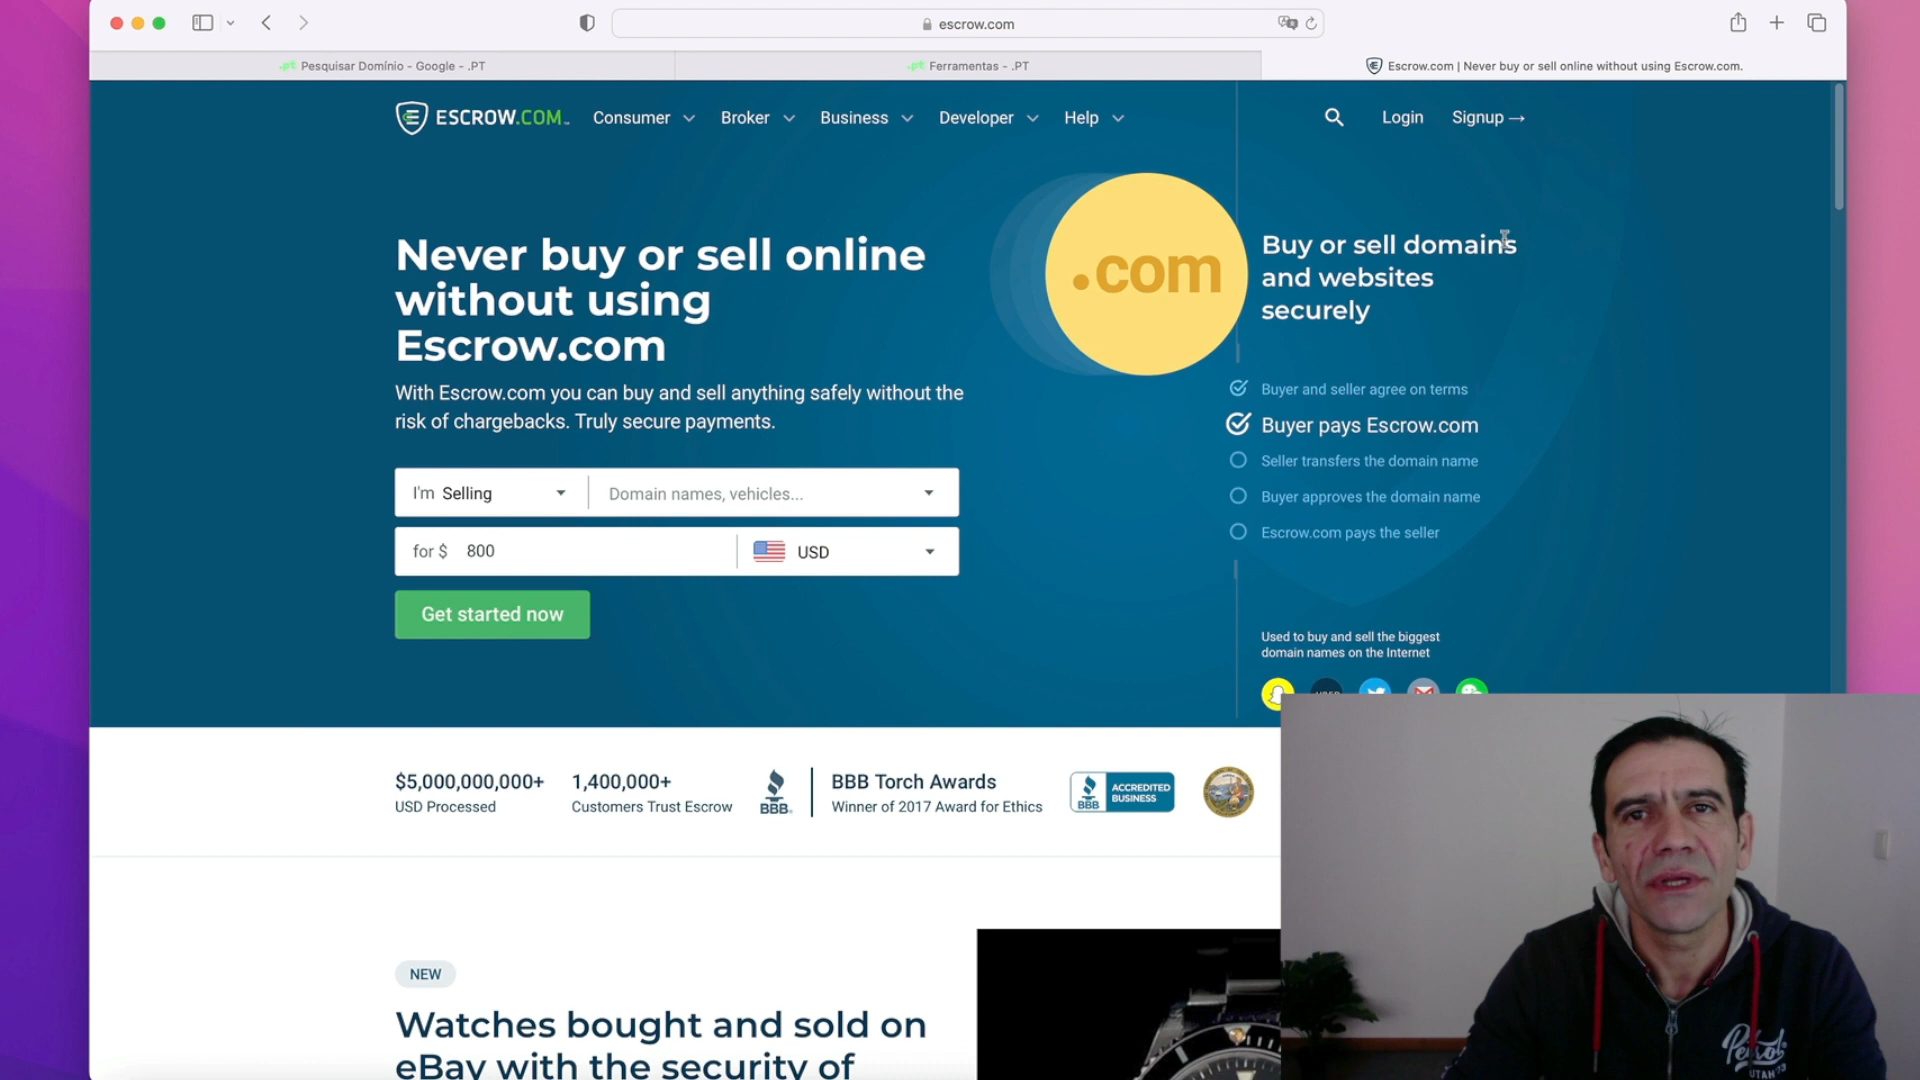 escrow.com
.pt Pesquisar Domínio - Google - .PT
.pt Ferramentas - .PT
Escrow.com | Never buy or sell online without using Escrow.com.
ESCROW.COM
Consumer
Broker
Business
Developer
Help
Login
Signup →
Never buy or sell online
without using
Escrow.com
With Escrow.com you can buy and sell anything safely without the
risk of chargebacks. Truly secure payments.
I'm Selling
Domain names, vehicles...
for $ 800
USD
Get started now
.com
Buy or sell domains
and websites
securely
Buyer and seller agree on terms
Buyer pays Escrow.com
Seller transfers the domain name
Buyer approves the domain name
Escrow.com pays the seller
Used to buy and sell the biggest
domain names on the Internet
$5,000,000,000+
USD Processed
1,400,000+
Customers Trust Escrow
BBB
BBB Torch Awards
Winner of 2017 Award for Ethics
BBB
ACCREDITED
BUSINESS
NEW
Watches bought and sold on
eBay with the security of
UTAH 73